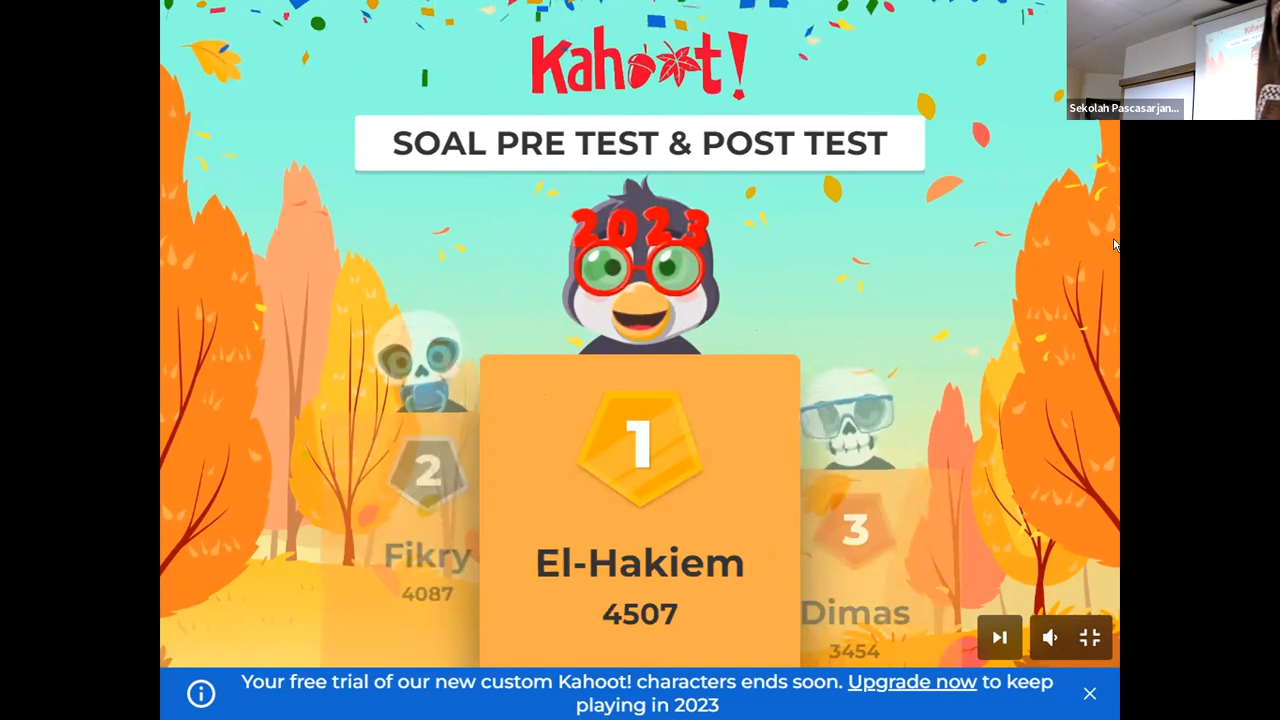 Kahoot!
Sekolah Pascasarjan...
SOAL PRE TEST & POST TEST
2023
1
El-Hakiem
4507
2
Fikry
4087
3
Dimas
3454
Your free trial of our new custom Kahoot! characters ends soon. Upgrade now to keep
playing in 2023